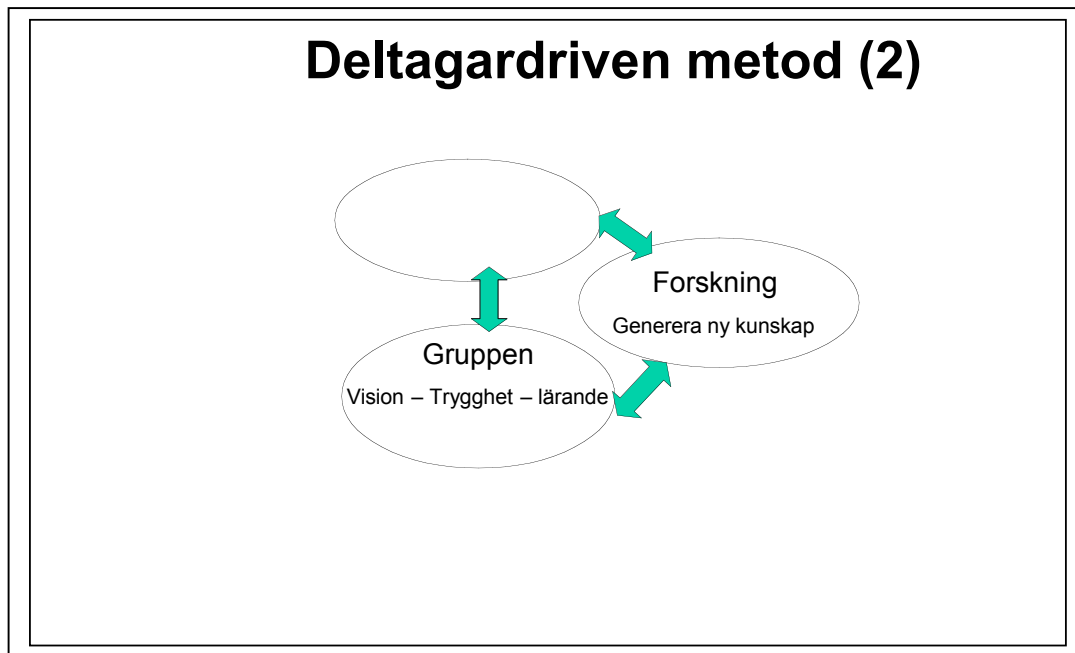 Deltagardriven metod (2)
Forskning
Generera ny kunskap
Gruppen
Vision – Trygghet – lärande